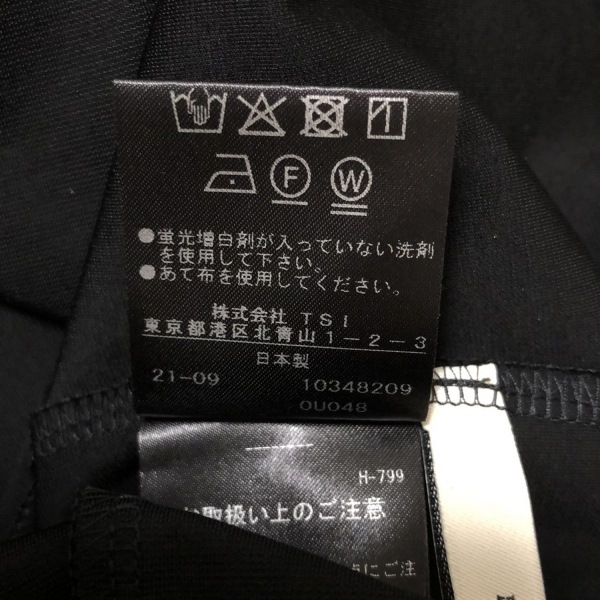 F W
●蛍光増白剤が入っていない洗剤
を使用して下さい。
●あて布を使用してください。
株式会社 TSI
東京都港区北青山1-2-3
日本製
21-09 10348209
0U048
H-799
取扱い上のご注意
にご注